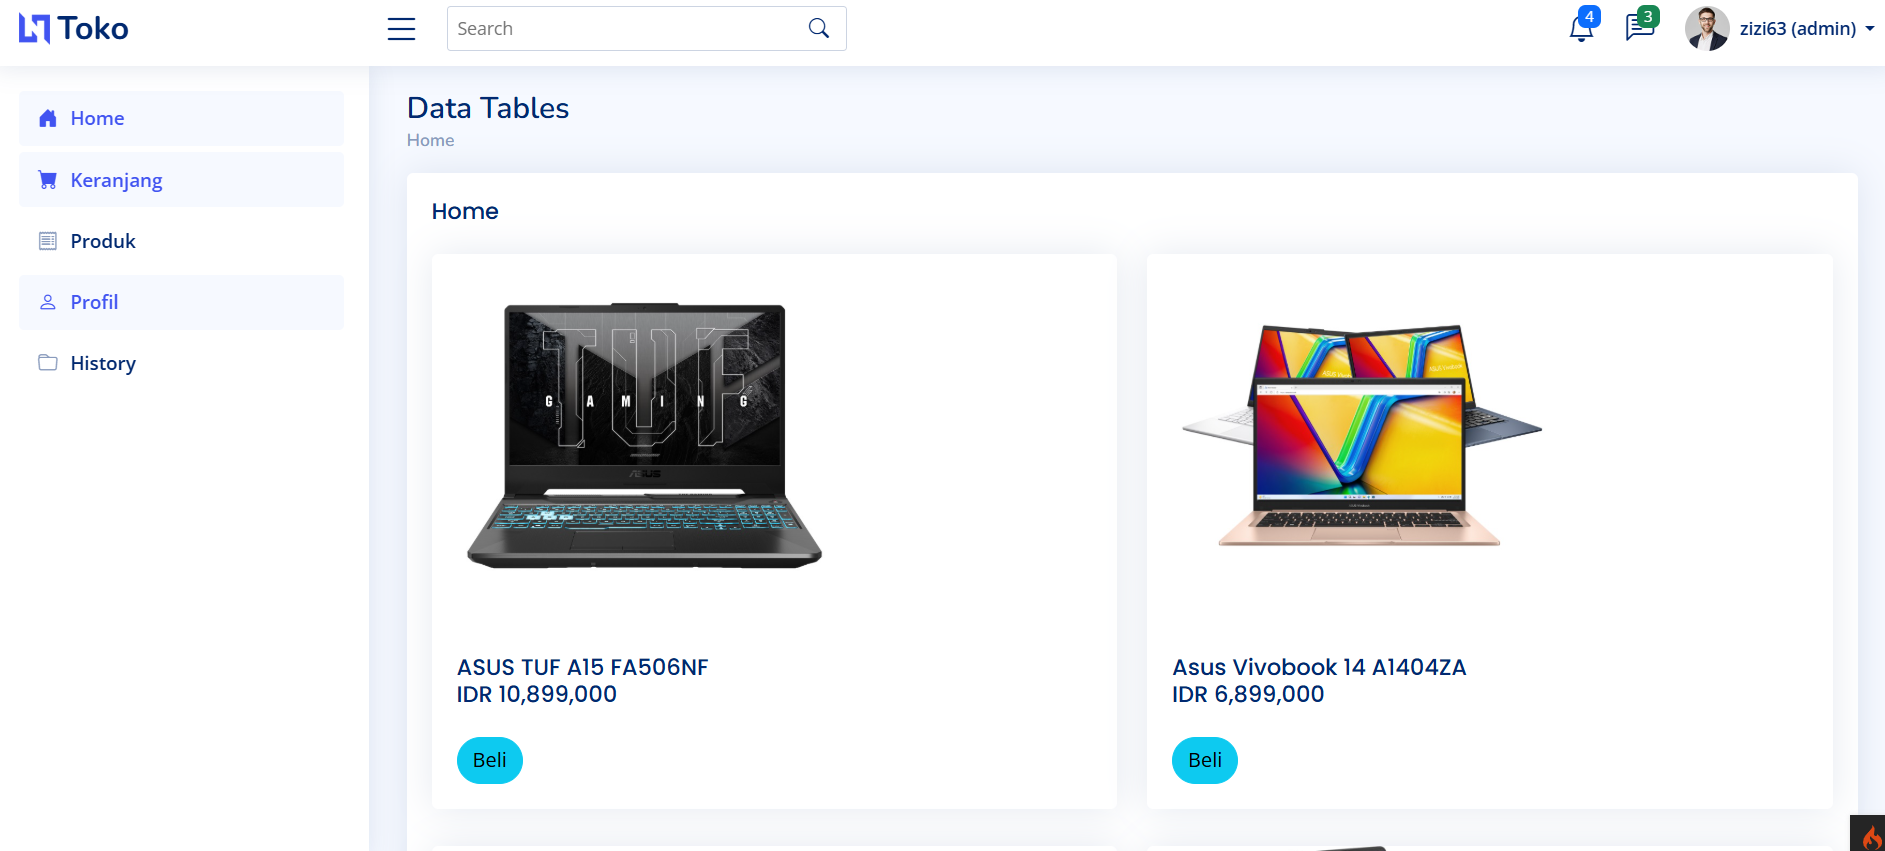 Toko
Search
4
3
zizi63 (admin)
Home
Keranjang
Produk
Profil
History
Data Tables
Home
Home
TUF
GAMING
ASUS
ASUS TUF A15 FA506NF
IDR 10,899,000
Beli
Asus Vivobook 14 A1404ZA
IDR 6,899,000
Beli